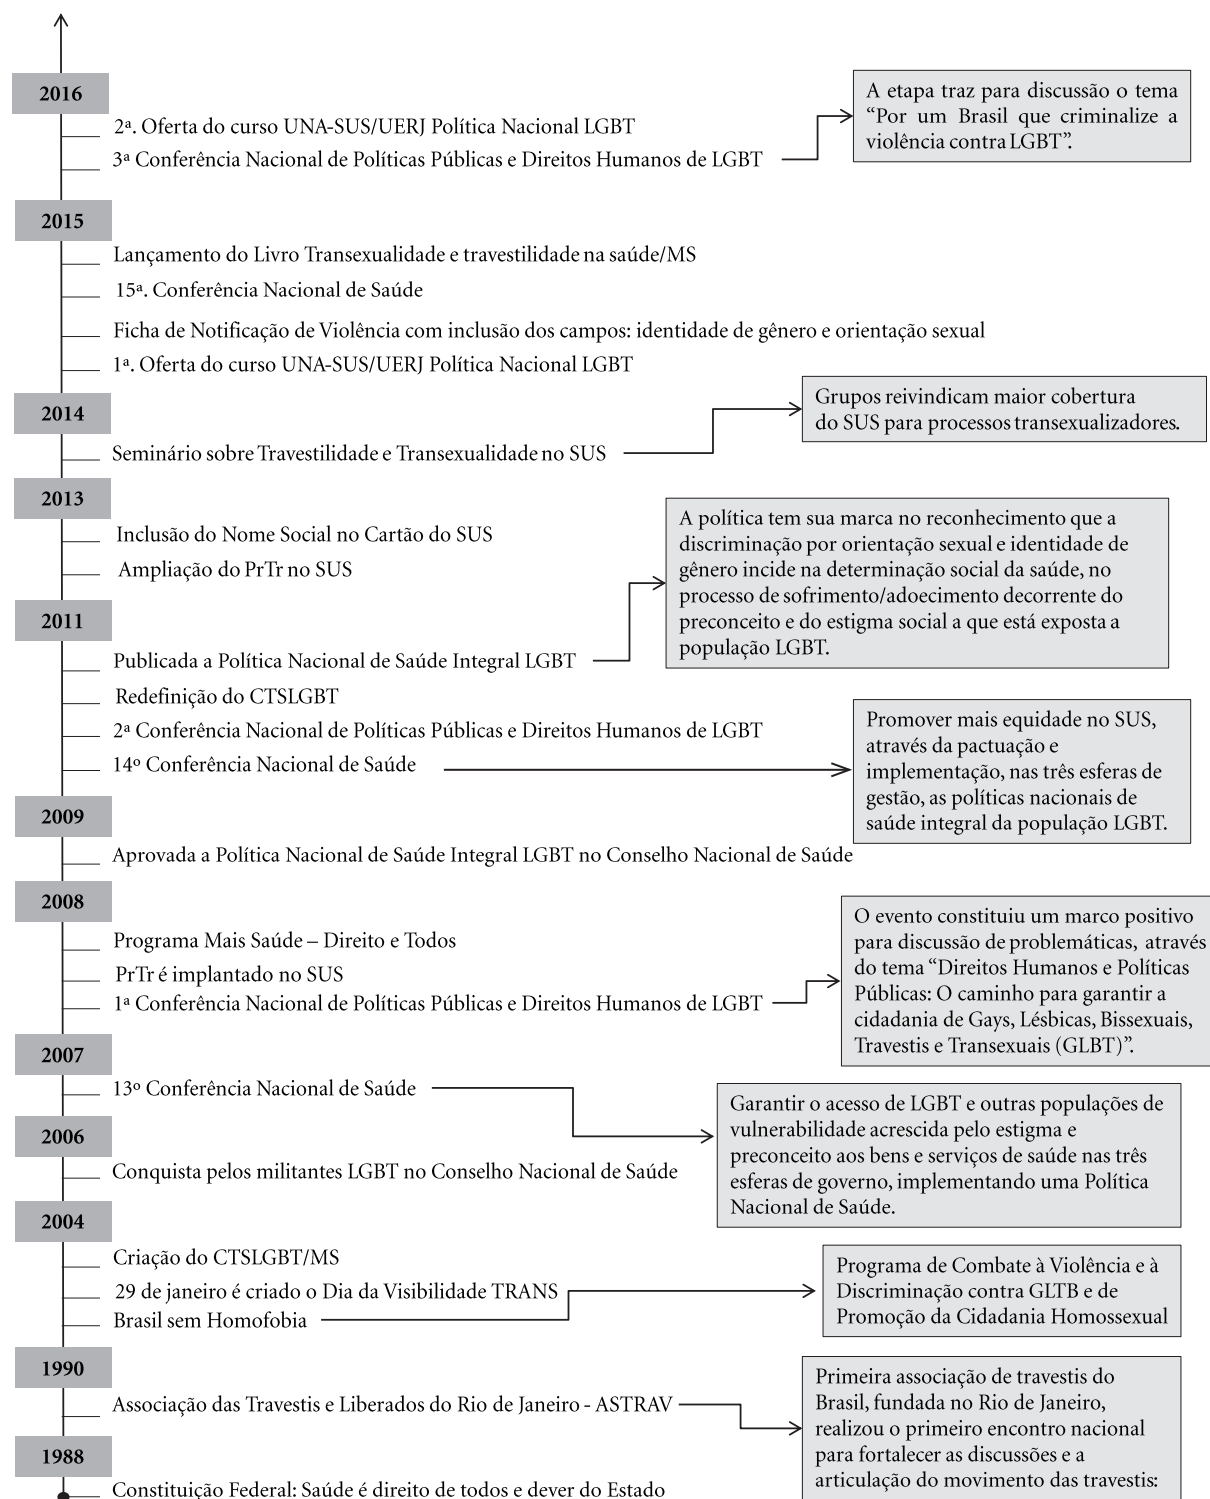 2016
2ª. Oferta do curso UNA-SUS/UERJ Política Nacional LGBT
3ª Conferência Nacional de Políticas Públicas e Direitos Humanos de LGBT
A etapa traz para discussão o tema
“Por um Brasil que criminalize a
violência contra LGBT”.
2015
Lançamento do Livro Transexualidade e travestilidade na saúde/MS
15ª. Conferência Nacional de Saúde
Ficha de Notificação de Violência com inclusão dos campos: identidade de gênero e orientação sexual
1ª. Oferta do curso UNA-SUS/UERJ Política Nacional LGBT
2014
Seminário sobre Travestilidade e Transexualidade no SUS
Grupos reivindicam maior cobertura
do SUS para processos transexualizadores.
2013
Inclusão do Nome Social no Cartão do SUS
Ampliação do PrTr no SUS
2011
Publicada a Política Nacional de Saúde Integral LGBT
A política tem sua marca no reconhecimento que a
discriminação por orientação sexual e identidade de
gênero incide na determinação social da saúde, no
processo de sofrimento/adoecimento decorrente do
preconceito e do estigma social a que está exposta a
população LGBT.
Redefinição do CTSLGBT
2ª Conferência Nacional de Políticas Públicas e Direitos Humanos de LGBT
14º Conferência Nacional de Saúde
Promover mais equidade no SUS,
através da pactuação e
implementação, nas três esferas de
gestão, as políticas nacionais de
saúde integral da população LGBT.
2009
Aprovada a Política Nacional de Saúde Integral LGBT no Conselho Nacional de Saúde
2008
Programa Mais Saúde – Direito e Todos
PrTr é implantado no SUS
1ª Conferência Nacional de Políticas Públicas e Direitos Humanos de LGBT
O evento constituiu um marco positivo
para discussão de problemáticas, através
do tema “Direitos Humanos e Políticas
Públicas: O caminho para garantir a
cidadania de Gays, Lésbicas, Bissexuais,
Travestis e Transexuais (GLBT)”.
2007
13º Conferência Nacional de Saúde
Garantir o acesso de LGBT e outras populações de
vulnerabilidade acrescida pelo estigma e
preconceito aos bens e serviços de saúde nas três
esferas de governo, implementando uma Política
Nacional de Saúde.
2006
Conquista pelos militantes LGBT no Conselho Nacional de Saúde
2004
Criação do CTSLGBT/MS
29 de janeiro é criado o Dia da Visibilidade TRANS
Brasil sem Homofobia
Programa de Combate à Violência e à
Discriminação contra GLTB e de
Promoção da Cidadania Homossexual
1990
Associação das Travestis e Liberados do Rio de Janeiro - ASTRAV
Primeira associação de travestis do
Brasil, fundada no Rio de Janeiro,
realizou o primeiro encontro nacional
para fortalecer as discussões e a
articulação do movimento das travestis:
1988
Constituição Federal: Saúde é direito de todos e dever do Estado